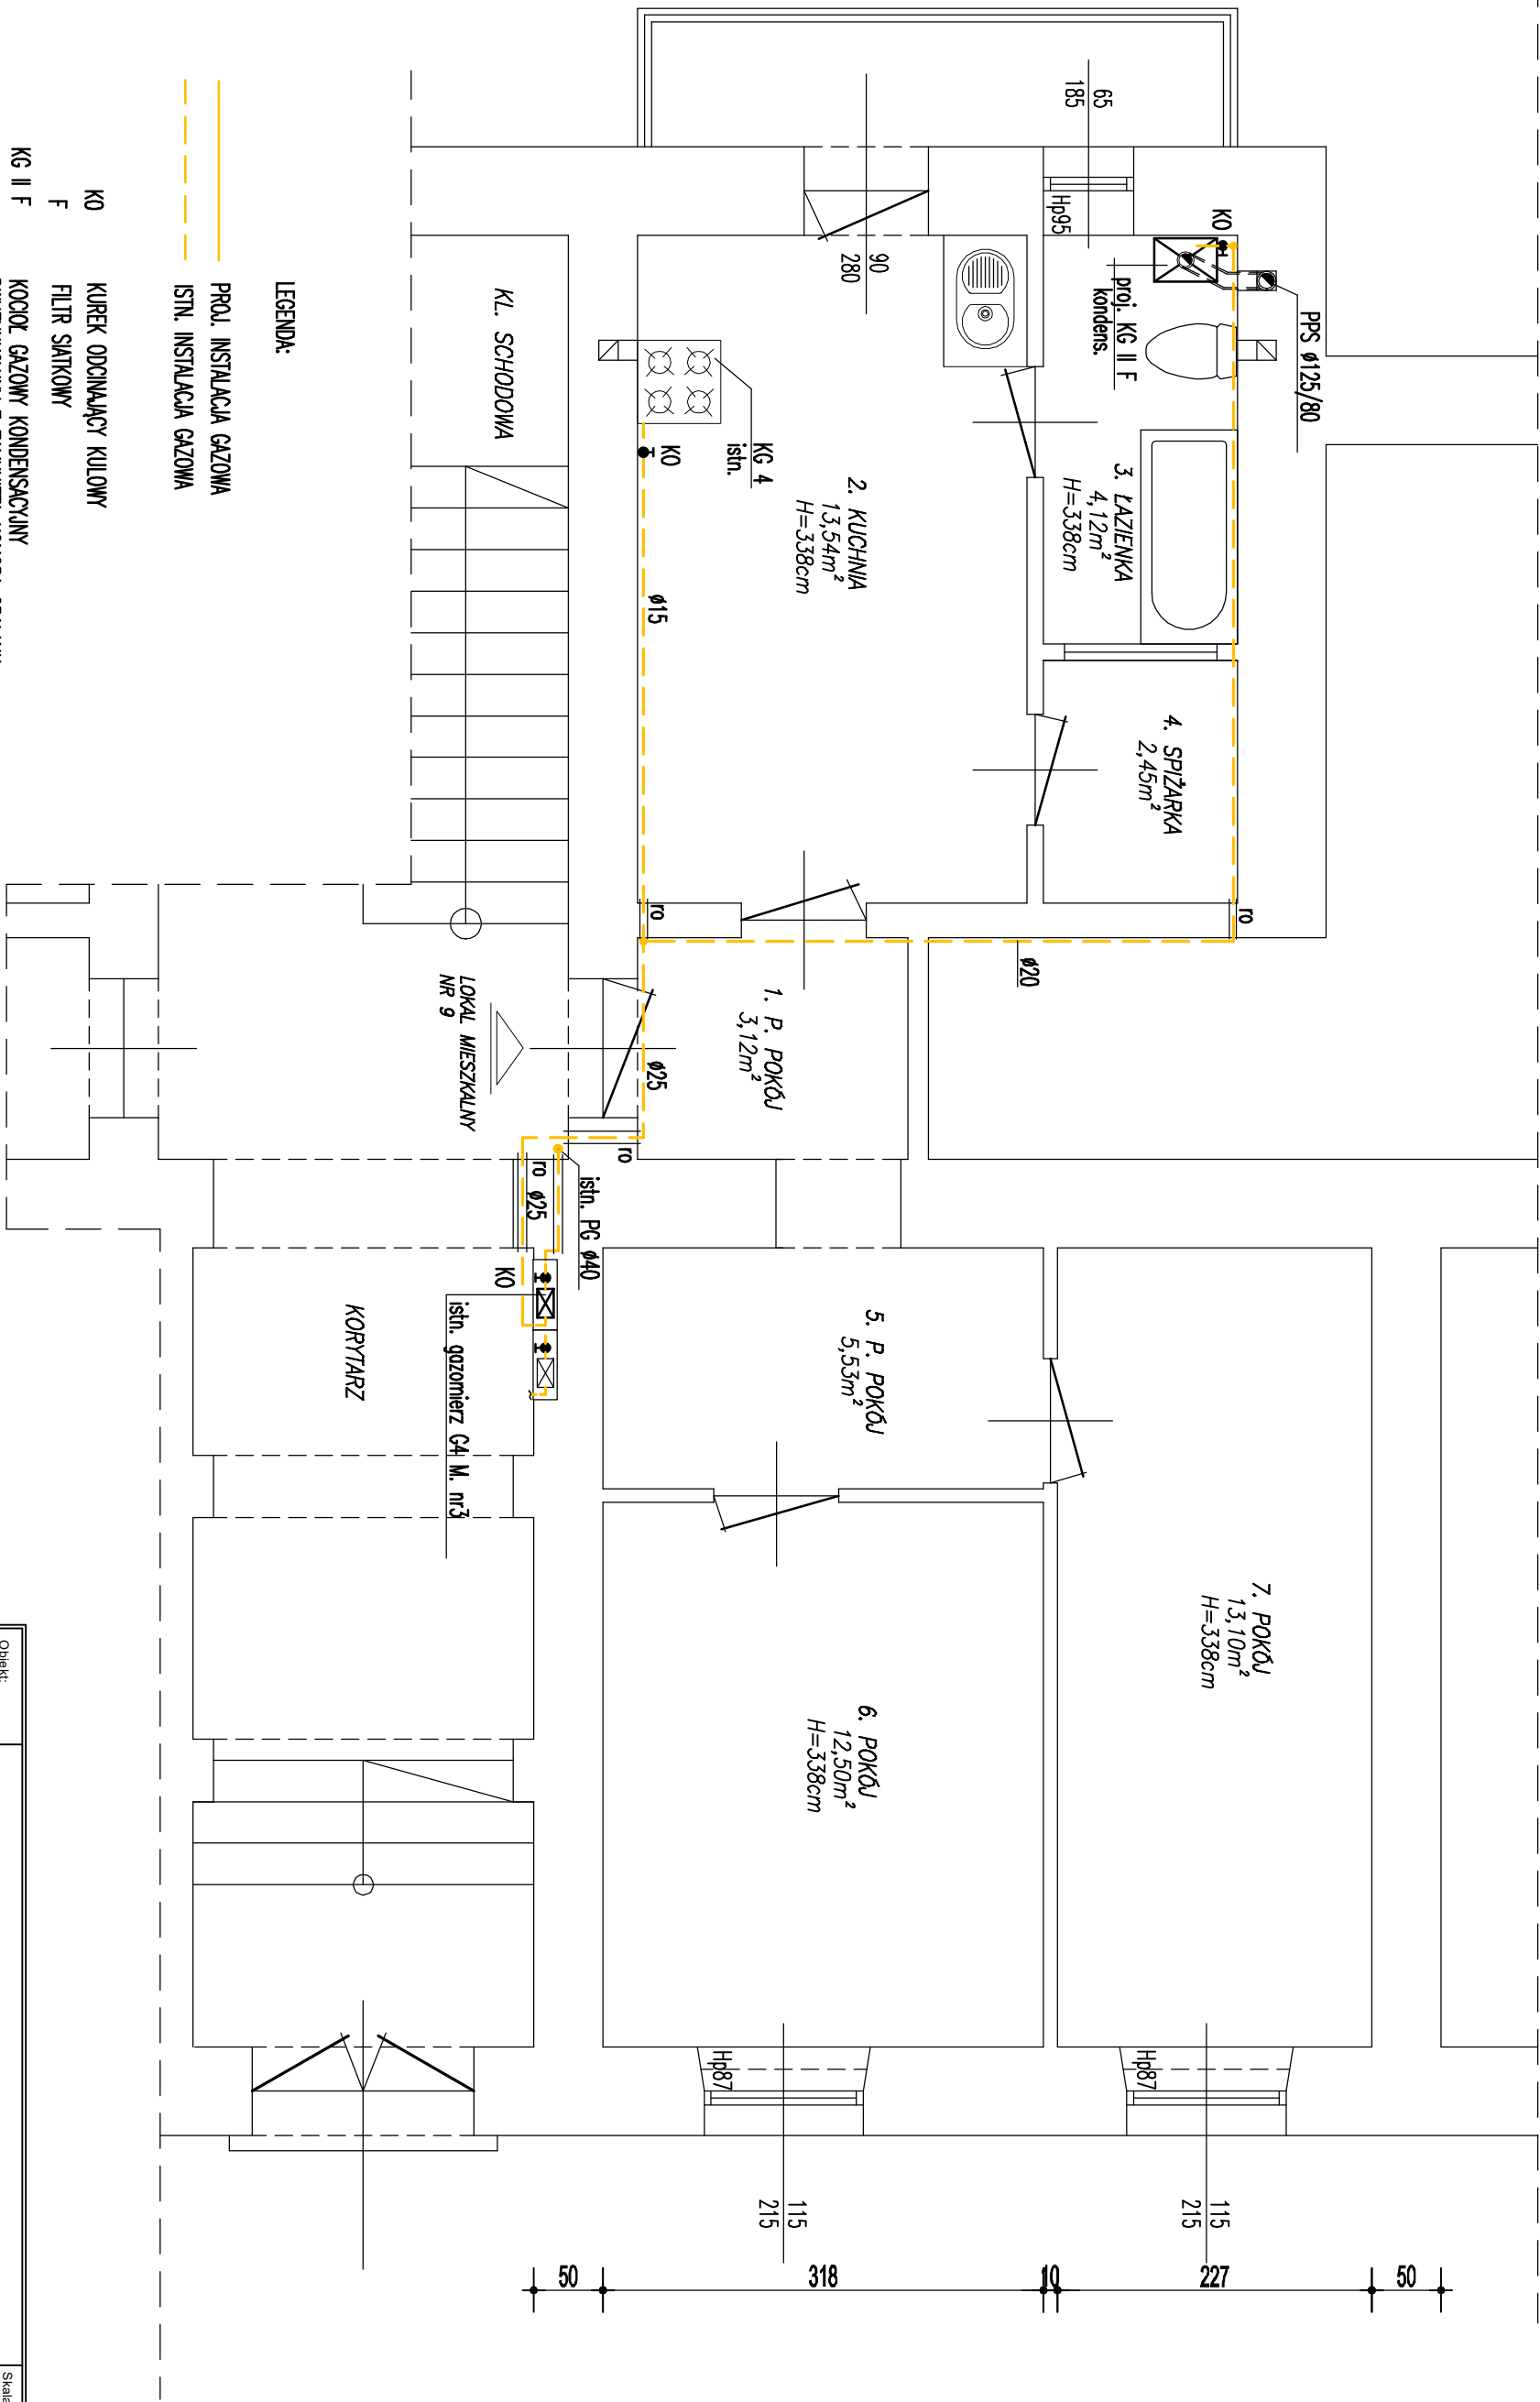 65
185
Hp95
KO
PPS ø125/80
proj. KG II F
kondens.
90
280
3. ŁAZIENKA
4,12m²
H=338cm
KG 4
istn.
KO
2. KUCHNIA
13,54m²
H=338cm
ø15
4. SPIŻARKA
2,45m²
ro
ro
ø20
KL. SCHODOWA
1. P. POKÓJ
3,12m²
ø25
LOKAL MIESZKALNY
NR 9
ro
ro ø25
istn. PG ø40
KO
istn. gazomierz G4 M. nr3
KORYTARZ
5. P. POKÓJ
5,53m²
7. POKÓJ
13,10m²
H=338cm
6. POKÓJ
12,50m²
H=338cm
Hp87
Hp87
115
215
115
215
50
227
10
318
50
LEGENDA:
PROJ. INSTALACJA GAZOWA
ISTN. INSTALACJA GAZOWA
KO KUREK ODCINAJĄCY KULOWY
F FILTR SIATKOWY
KG II F KOCIOŁ GAZOWY KONDENSACYJNY
Obiekt:
Skala